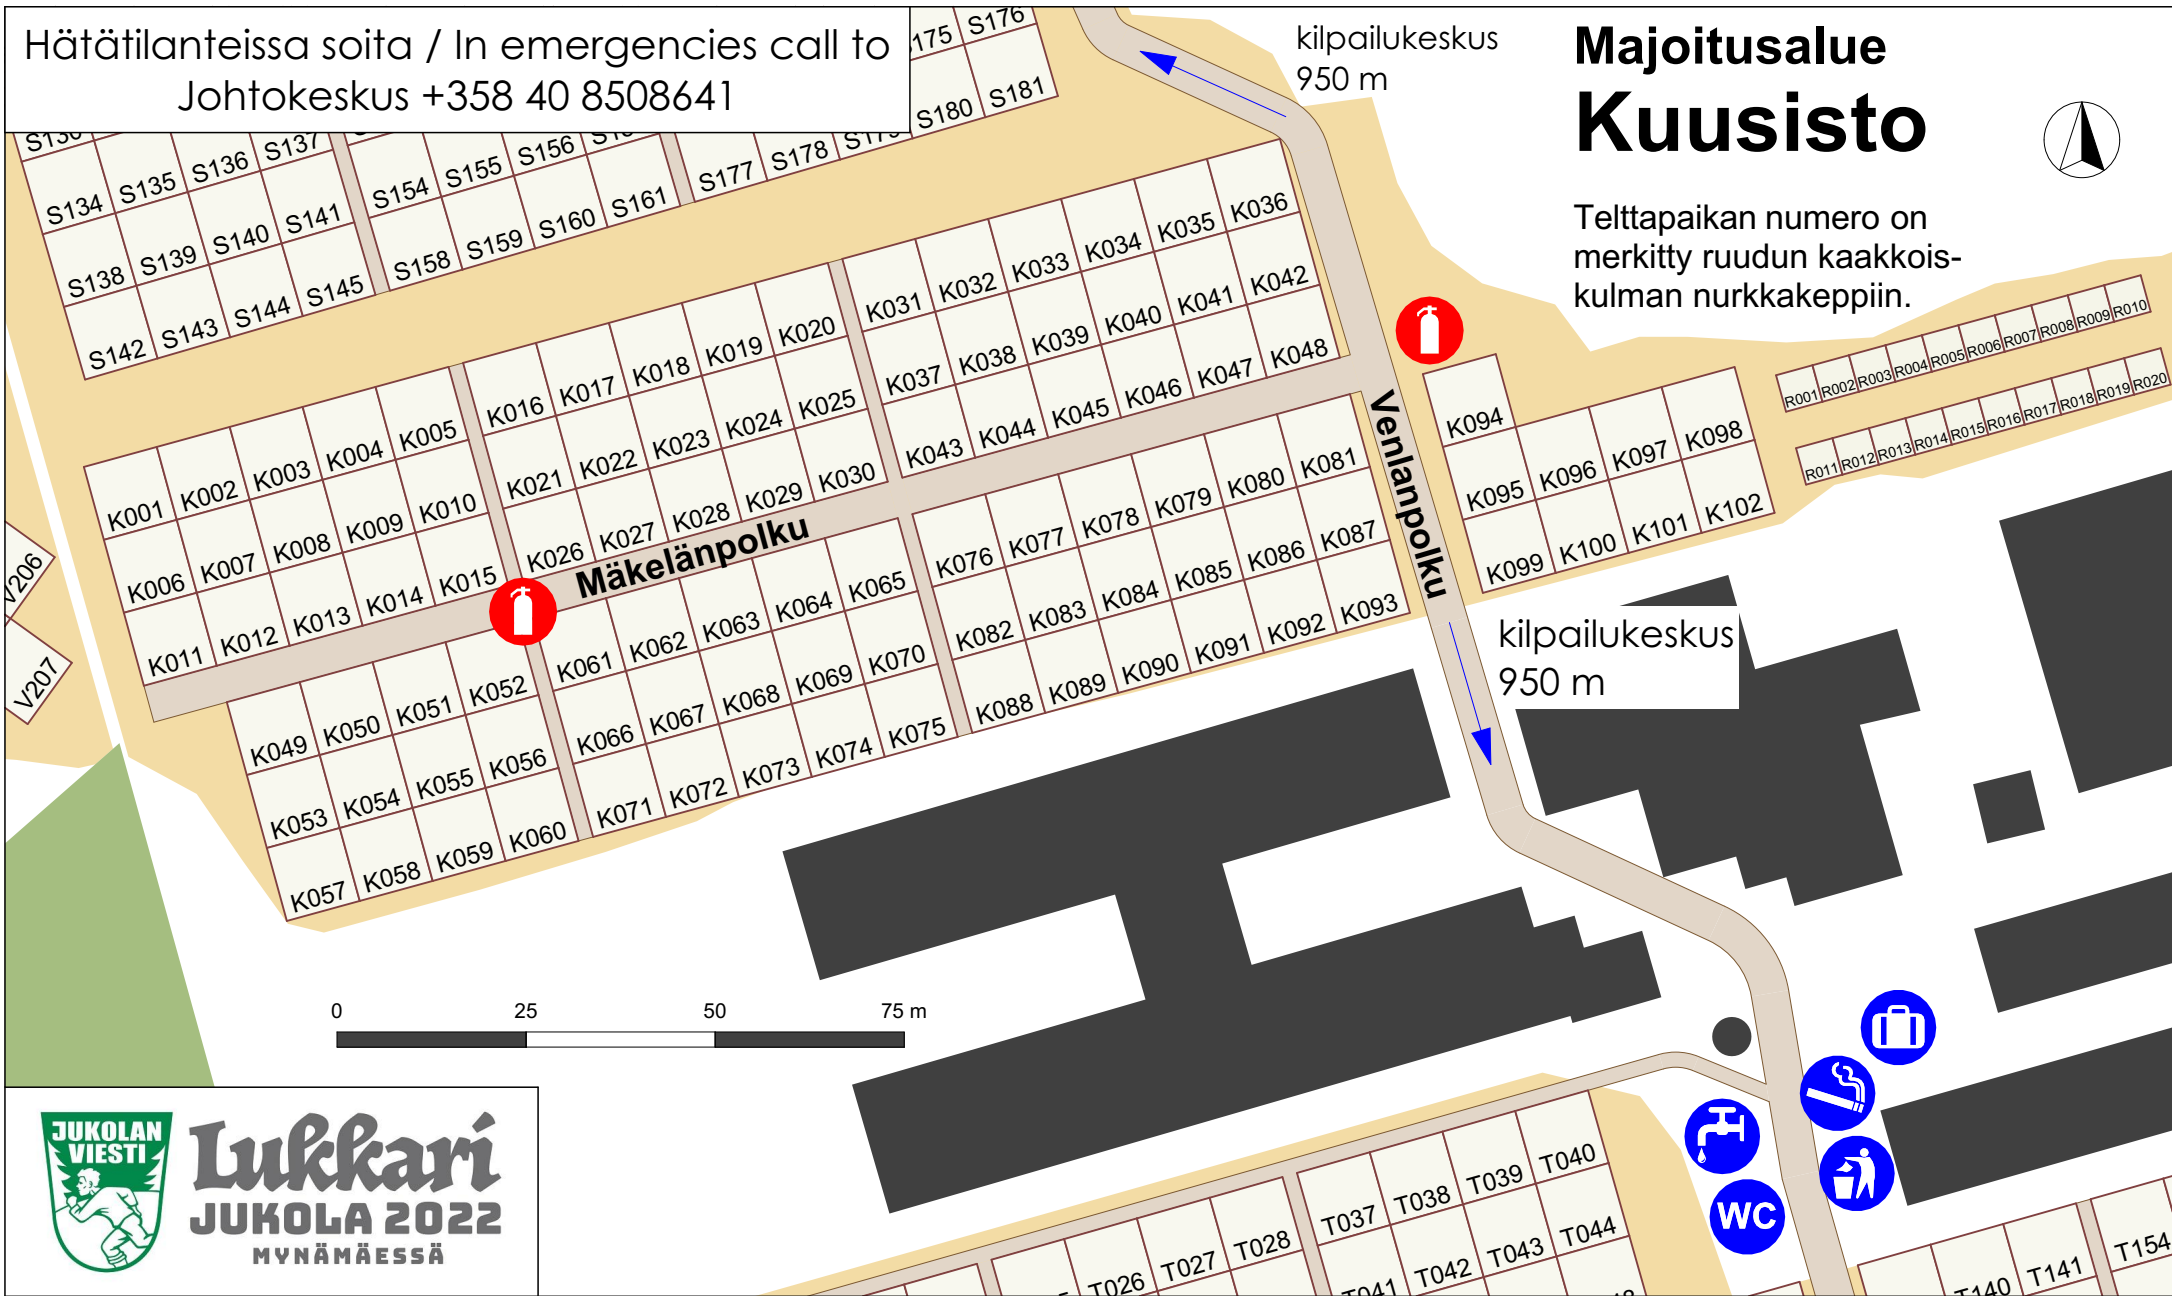 Hätätilanteissa soita / In emergencies call to
Johtokeskus +358 40 8508641
kilpailukeskus
950 m
Majoitusalue
Kuusisto
Telttapaikan numero on
merkitty ruudun kaakkois-
kulman nurkkakeppiin.
S176
S180 S181
S136 S137
S134 S135
S154 S155 S156
S177 S178
S138 S139 S140 S141
S158 S159 S160 S161
S142 S143 S144 S145
K001 K002 K003 K004 K005
K006 K007 K008 K009 K010
K011 K012 K013 K014 K015
K016 K017 K018 K019 K020
K021 K022 K023 K024 K025
K026 K027 K028 K029 K030
K031 K032 K033 K034 K035 K036
K037 K038 K039 K040 K041 K042
K043 K044 K045 K046 K047 K048
Mäkelänpolku
Venlanpolku
K049 K050 K051 K052
K053 K054 K055 K056
K057 K058 K059 K060
K061 K062 K063 K064 K065
K066 K067 K068 K069 K070
K071 K072 K073 K074 K075
K076 K077 K078 K079 K080 K081
K082 K083 K084 K085 K086 K087
K088 K089 K090 K091 K092 K093
K094
K095 K096 K097 K098
K099 K100 K101 K102
R001 R002 R003 R004 R005 R006 R007 R008 R009 R010
R011 R012 R013 R014 R015 R016 R017 R018 R019 R020
V206
V207
kilpailukeskus
950 m
0 25 50 75 m
JUKOLAN
VIESTI
Lukkari
JUKOLA 2022
MYNÄMÄESSÄ
WC
T037 T038 T039 T040
T041 T042 T043 T044
T026 T027 T028
T140 T141
T154